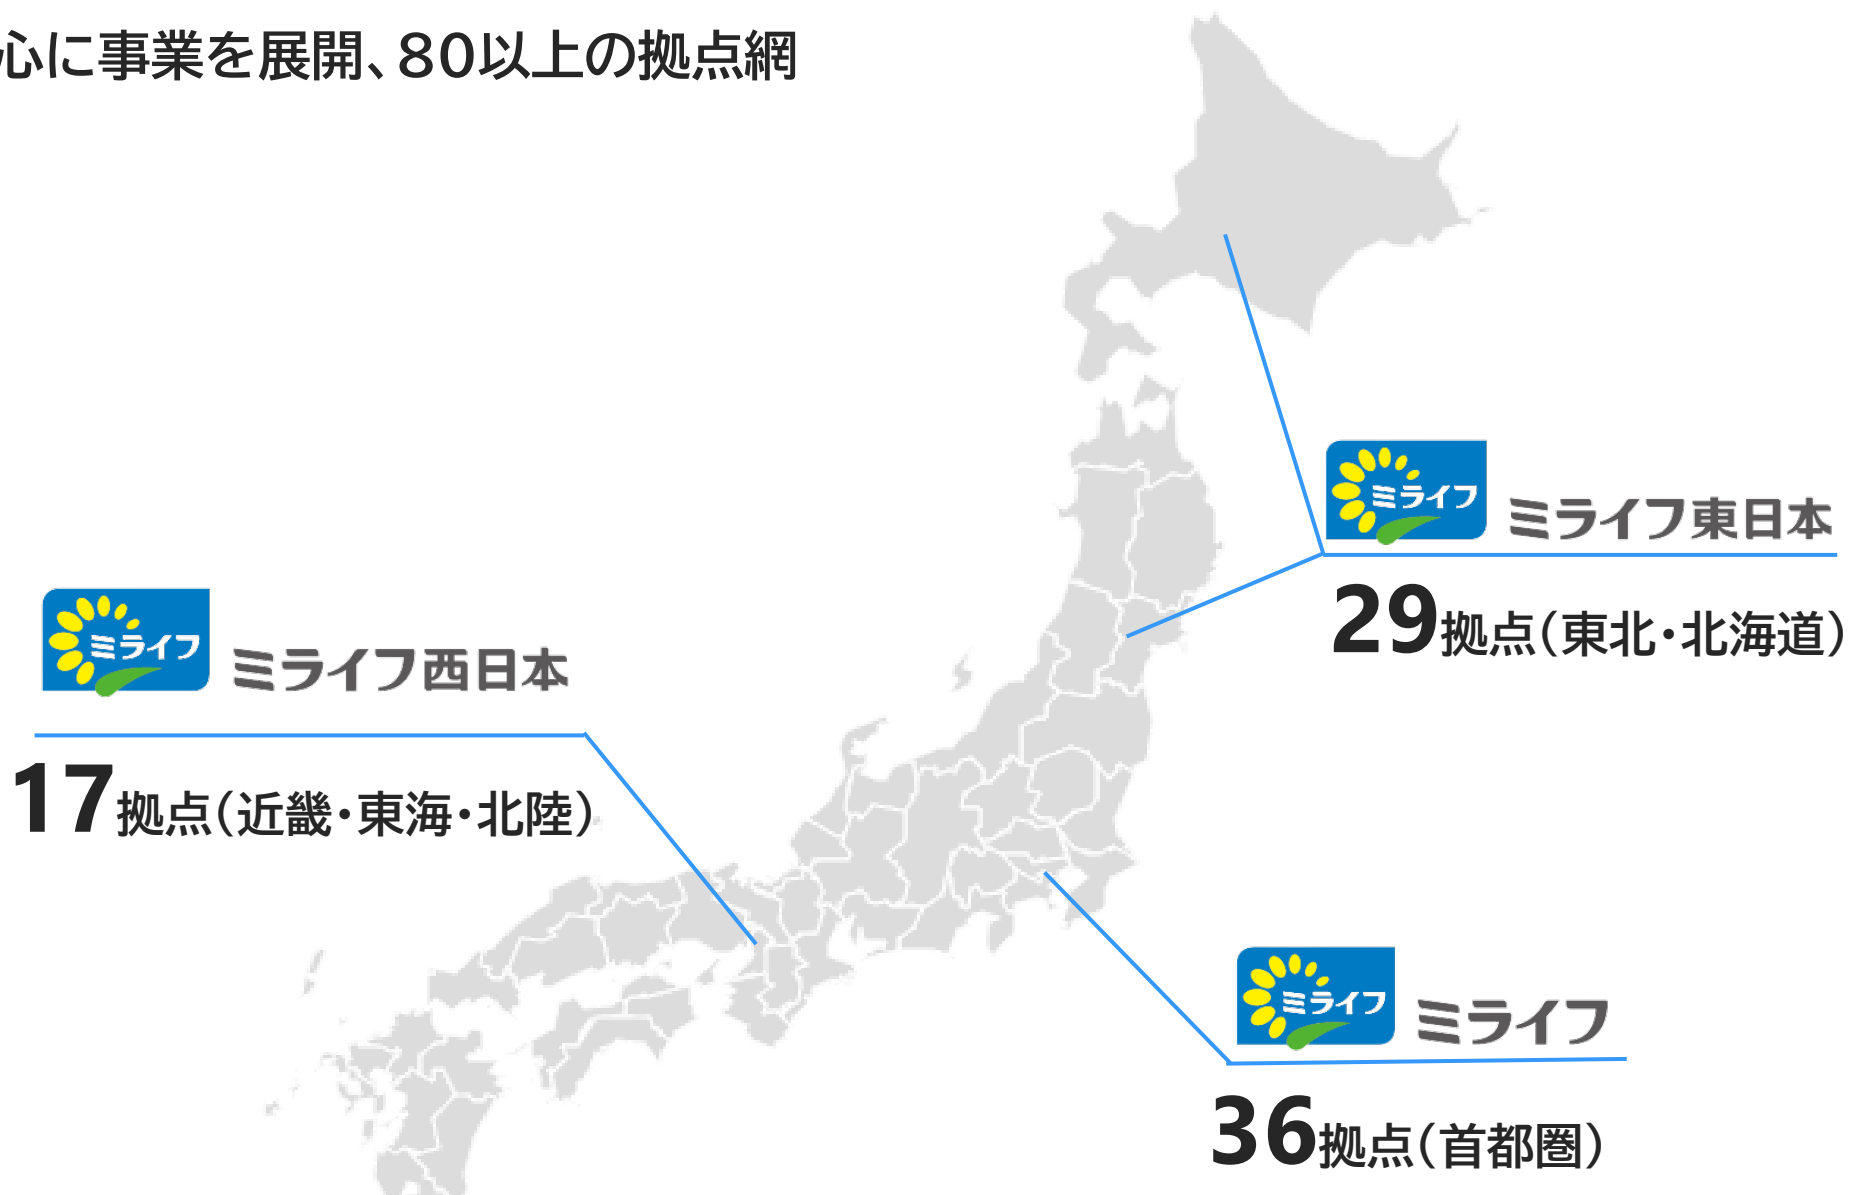 心に事業を展開、80以上の拠点網
ミライフ ミライフ東日本
29拠点（東北・北海道）
ミライフ ミライフ西日本
17拠点（近畿・東海・北陸）
ミライフ ミライフ
36拠点（首都圏）